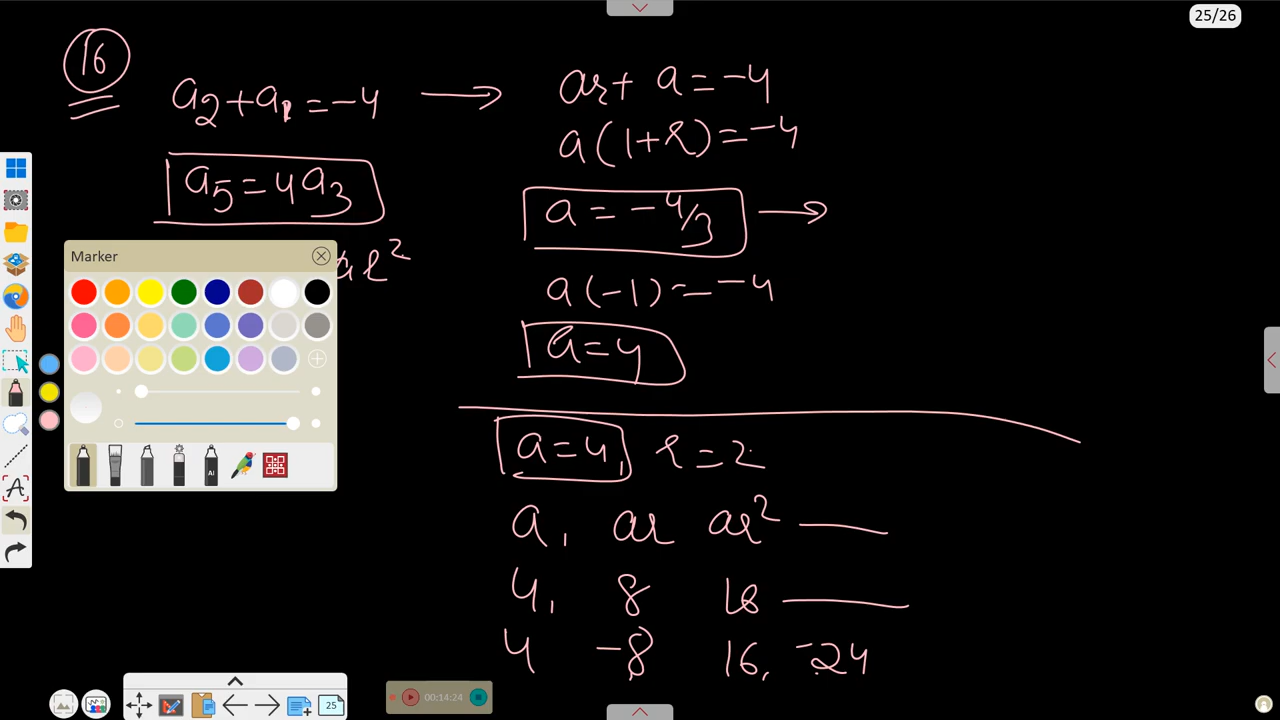 25/26
16
a₂ + a₁ = -4 → ar + a = -4
a(1+r) = -4
a₅ = 4a₃
a = -4/3 →
ar²
a(-1) = -4
a = 4
Marker
a = 4, r = 2
a, ar ar² —
4, 8 16 —
4 -8 16, -24
00:14:24
25